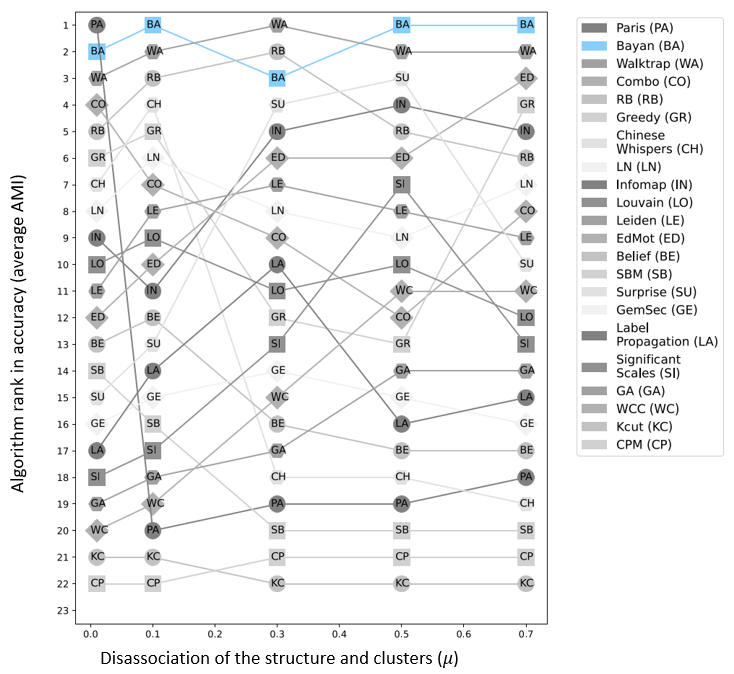 Algorithm rank in accuracy (average AMI)
1
2
3
4
5
6
7
8
9
10
11
12
13
14
15
16
17
18
19
20
21
22
23
PA
BA
WA
CO
RB
GR
CH
LN
IN
LO
LE
ED
BE
SB
SU
GE
LA
SI
GA
WC
KC
CP
BA
WA
RB
CH
GR
LN
CO
LE
LO
ED
IN
BE
SU
LA
GE
SB
SI
GA
WC
PA
KC
CP
WA
RB
BA
SU
IN
ED
LE
LN
CO
LA
LO
GR
SI
GE
WC
BE
GA
CH
PA
SB
CP
KC
BA
WA
SU
IN
RB
ED
SI
LE
LN
LO
WC
CO
GR
GA
GE
LA
BE
CH
PA
SB
CP
KC
BA
WA
ED
GR
IN
RB
LN
CO
LE
SU
WC
LO
SI
GA
LA
GE
BE
PA
CH
SB
CP
KC
0.0 0.1 0.2 0.3 0.4 0.5 0.6 0.7
Disassociation of the structure and clusters (μ)
Paris (PA)
Bayan (BA)
Walktrap (WA)
Combo (CO)
RB (RB)
Greedy (GR)
Chinese
Whispers (CH)
LN (LN)
Infomap (IN)
Louvain (LO)
Leiden (LE)
EdMot (ED)
Belief (BE)
SBM (SB)
Surprise (SU)
GemSec (GE)
Label
Propagation (LA)
Significant
Scales (SI)
GA (GA)
WCC (WC)
Kcut (KC)
CPM (CP)